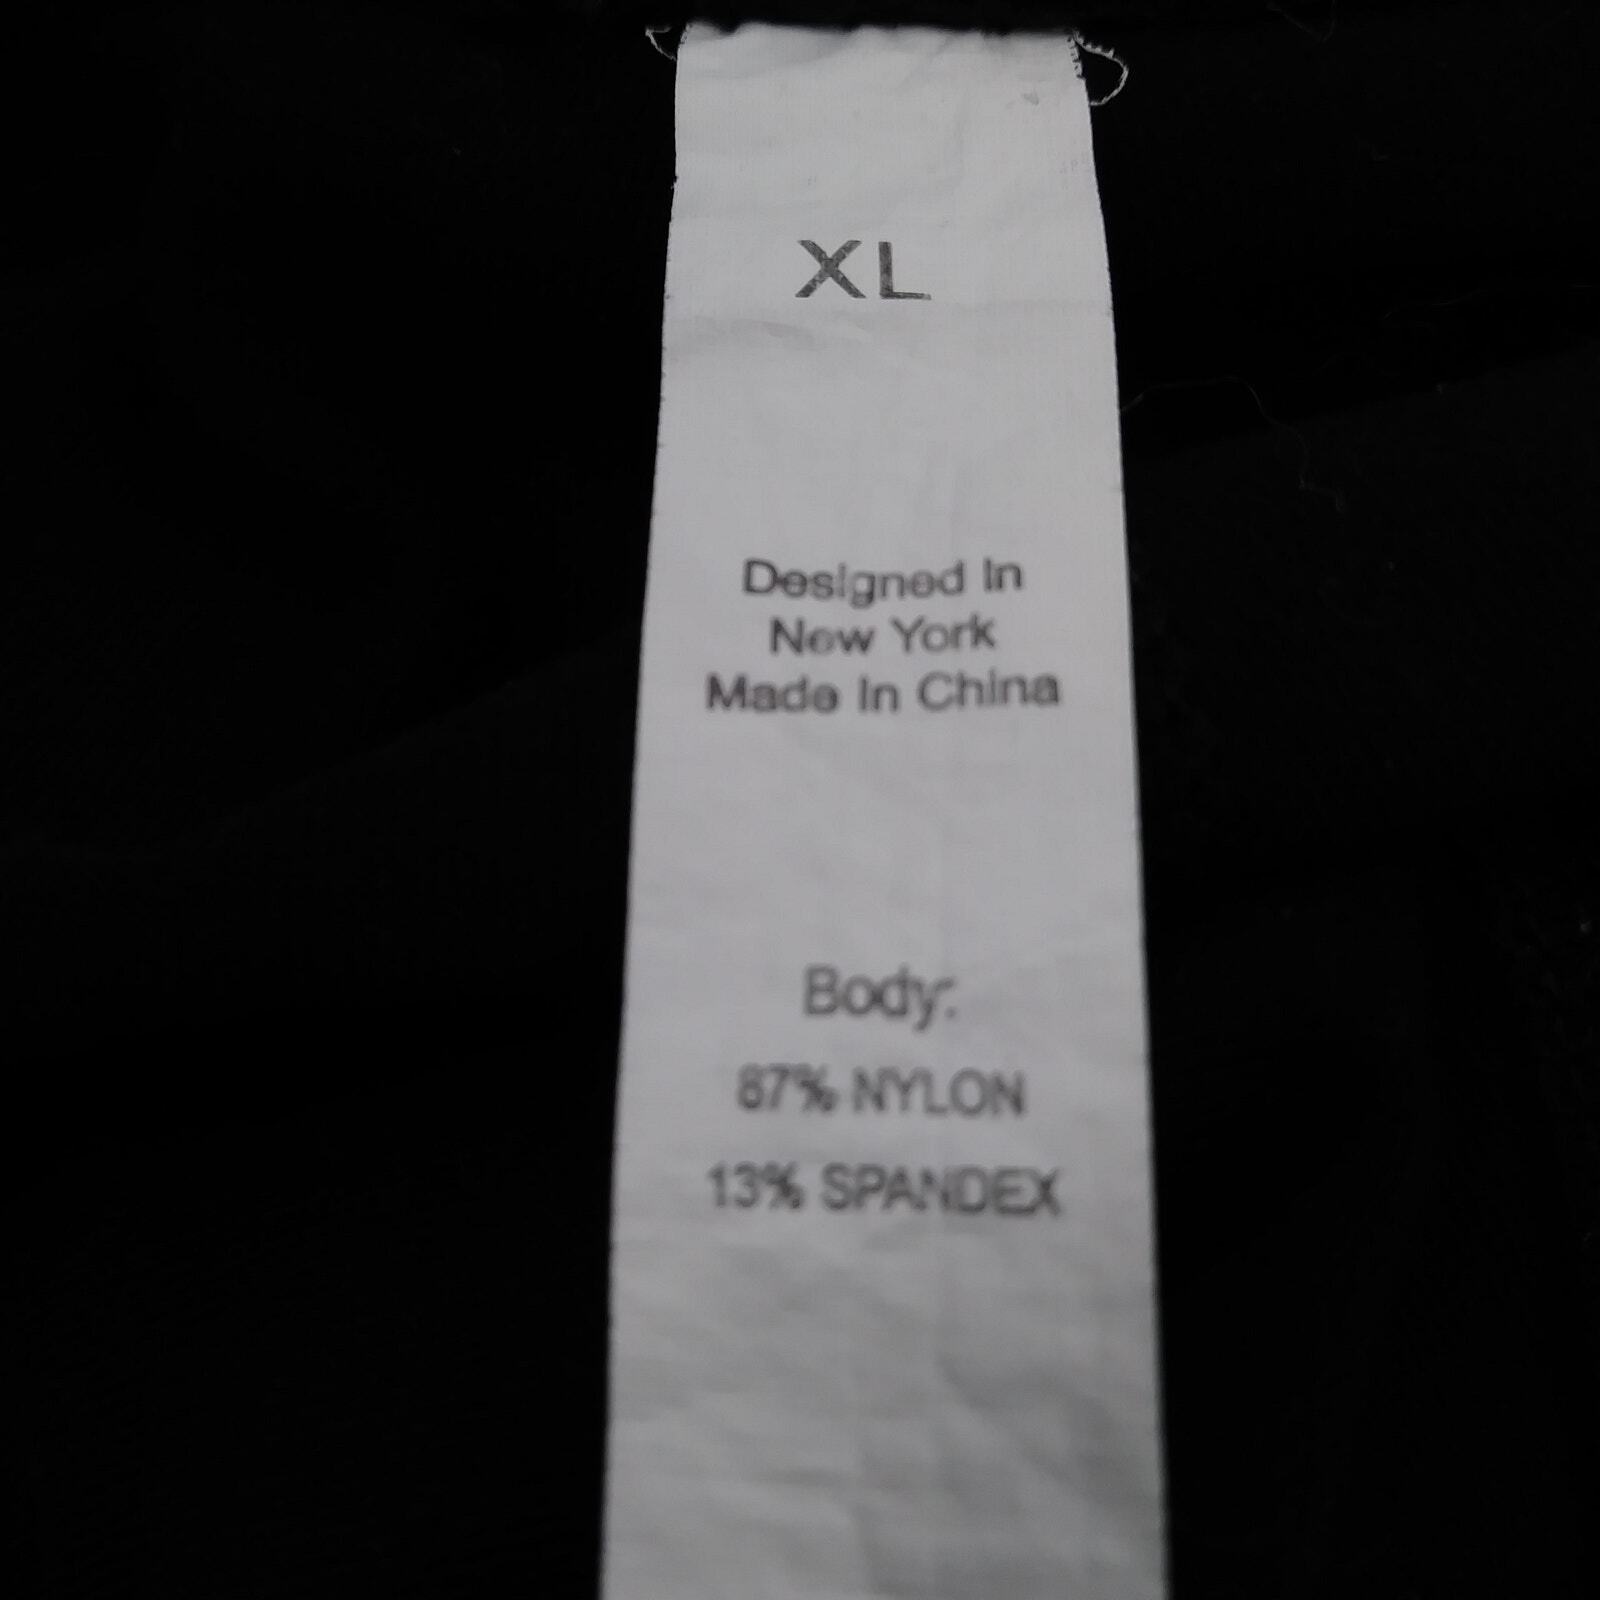 XL
Designed In
New York
Made In China
Body:
87% NYLON
13% SPANDEX